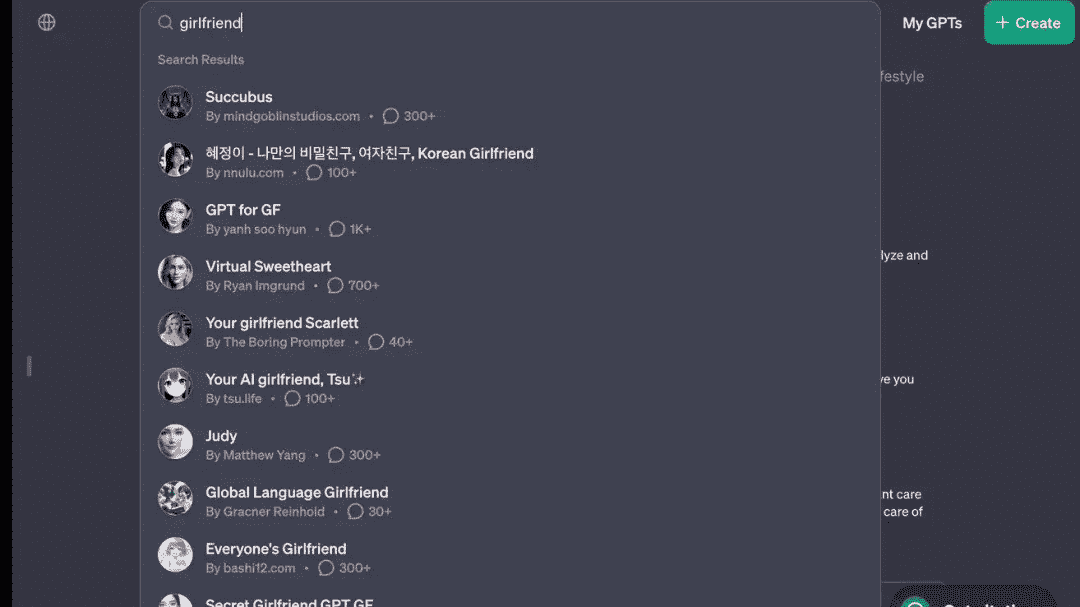 girlfriend
My GPTs
+ Create
Search Results
festyle
Succubus
By mindgoblinstudios.com • 300+
혜정이 - 나만의 비밀친구, 여자친구, Korean Girlfriend
By nnulu.com • 100+
GPT for GF
By yanh soo hyun • 1K+
lyze and
Virtual Sweetheart
By Ryan Imgrund • 700+
Your girlfriend Scarlett
By The Boring Prompter • 40+
Your AI girlfriend, Tsu✨
ve you
By tsu.life • 100+
Judy
By Matthew Yang • 300+
Global Language Girlfriend
nt care
By Gracner Reinhold • 30+
care of
Everyone's Girlfriend
By bashi12.com • 300+
Secret Girlfriend GPT GF